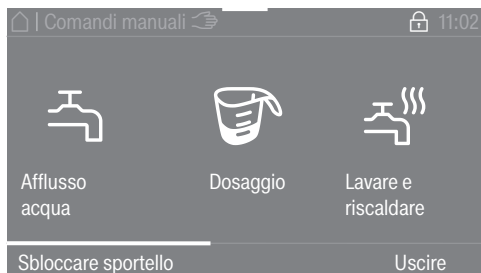 | Comandi manuali 11:02
Afflusso acqua
Dosaggio
Lavare e riscaldare
Sbloccare sportello Uscire